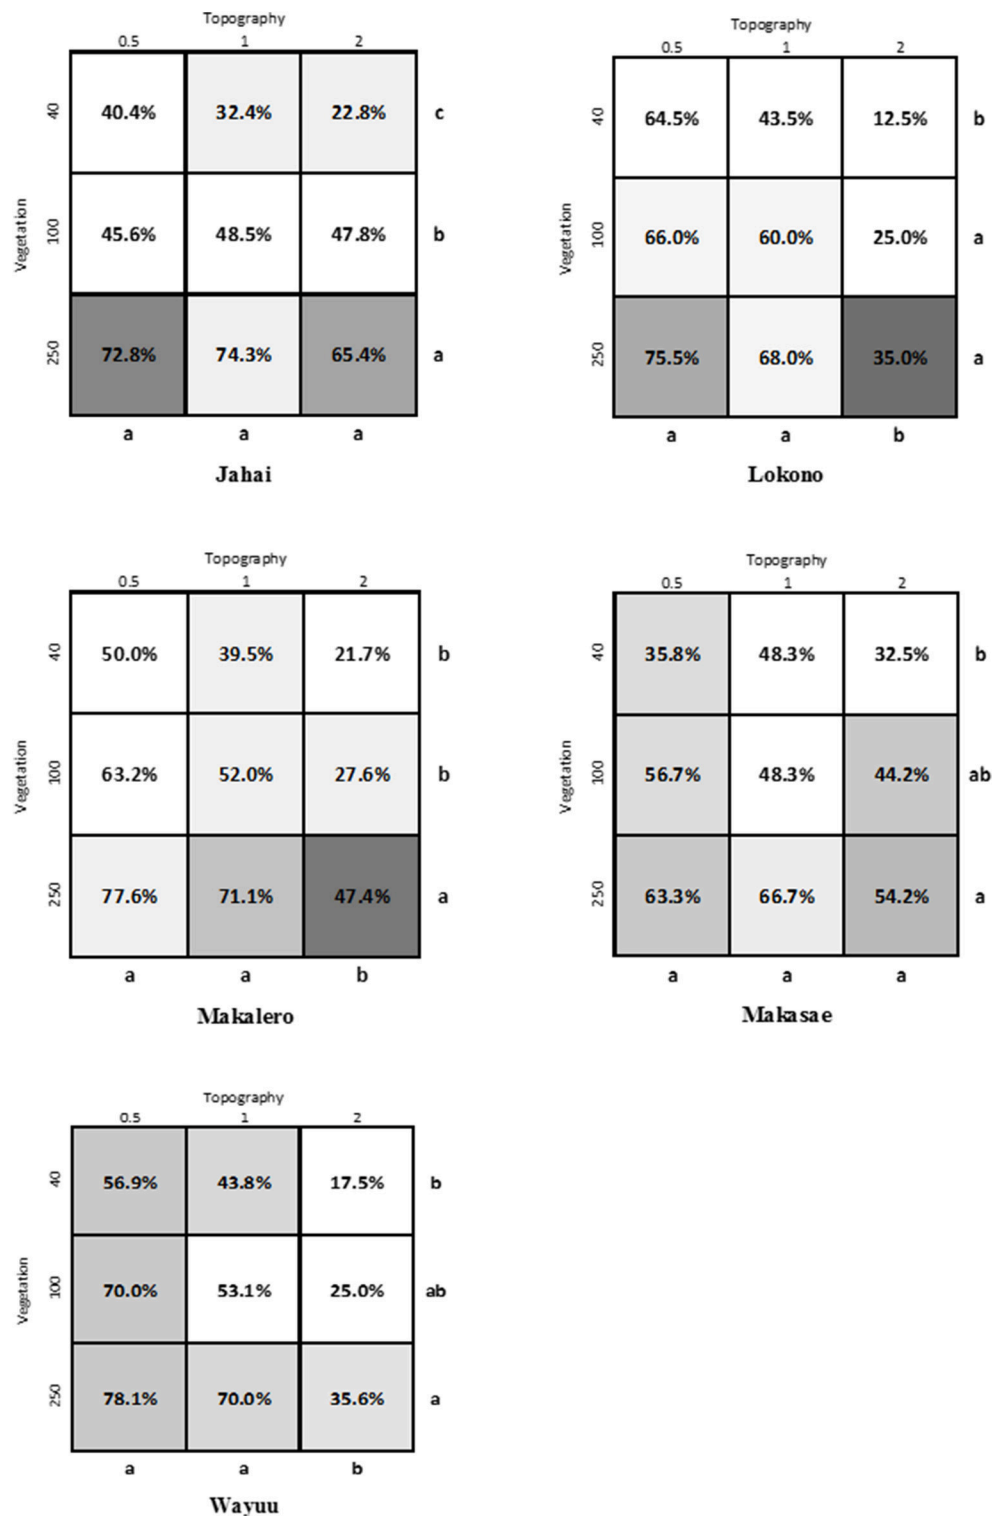 Topography
0.5 1 2
Vegetation
40 40.4% 32.4% 22.8% c
100 45.6% 48.5% 47.8% b
250 72.8% 74.3% 65.4% a
a a a
Jahai
Topography
0.5 1 2
Vegetation
40 64.5% 43.5% 12.5% b
100 66.0% 60.0% 25.0% a
250 75.5% 68.0% 35.0% a
a a b
Lokono
Topography
0.5 1 2
Vegetation
40 50.0% 39.5% 21.7% b
100 63.2% 52.0% 27.6% b
250 77.6% 71.1% 47.4% a
a a b
Makalero
Topography
0.5 1 2
Vegetation
40 35.8% 48.3% 32.5% b
100 56.7% 48.3% 44.2% ab
250 63.3% 66.7% 54.2% a
a a a
Makasae
Topography
0.5 1 2
Vegetation
40 56.9% 43.8% 17.5% b
100 70.0% 53.1% 25.0% ab
250 78.1% 70.0% 35.6% a
a a b
Wayuu